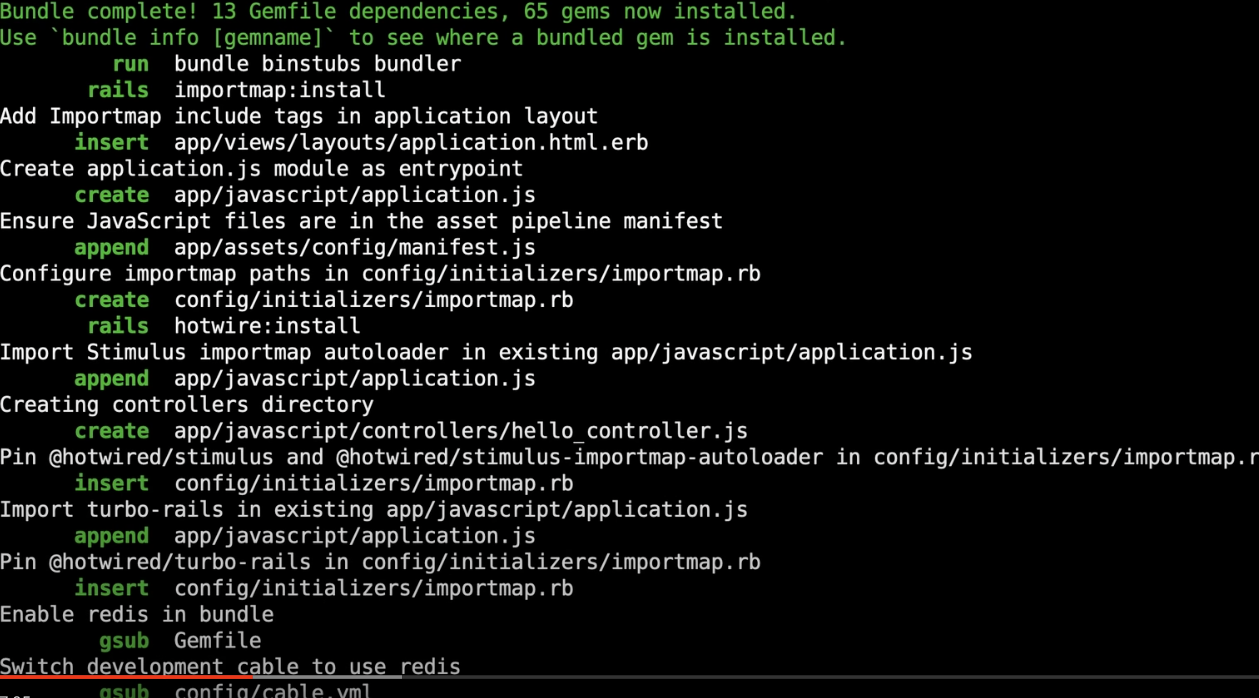 Bundle complete! 13 Gemfile dependencies, 65 gems now installed.
Use `bundle info [gemname]` to see where a bundled gem is installed.
run  bundle binstubs bundler
rails  importmap:install
Add Importmap include tags in application layout
insert  app/views/layouts/application.html.erb
Create application.js module as entrypoint
create  app/javascript/application.js
Ensure JavaScript files are in the asset pipeline manifest
append  app/assets/config/manifest.js
Configure importmap paths in config/initializers/importmap.rb
create  config/initializers/importmap.rb
rails  hotwire:install
Import Stimulus importmap autoloader in existing app/javascript/application.js
append  app/javascript/application.js
Creating controllers directory
create  app/javascript/controllers/hello_controller.js
Pin @hotwired/stimulus and @hotwired/stimulus-importmap-autoloader in config/initializers/importmap.r
insert  config/initializers/importmap.rb
Import turbo-rails in existing app/javascript/application.js
append  app/javascript/application.js
Pin @hotwired/turbo-rails in config/initializers/importmap.rb
insert  config/initializers/importmap.rb
Enable redis in bundle
gsub  Gemfile
Switch development cable to use redis
gsub  config/cable.yml